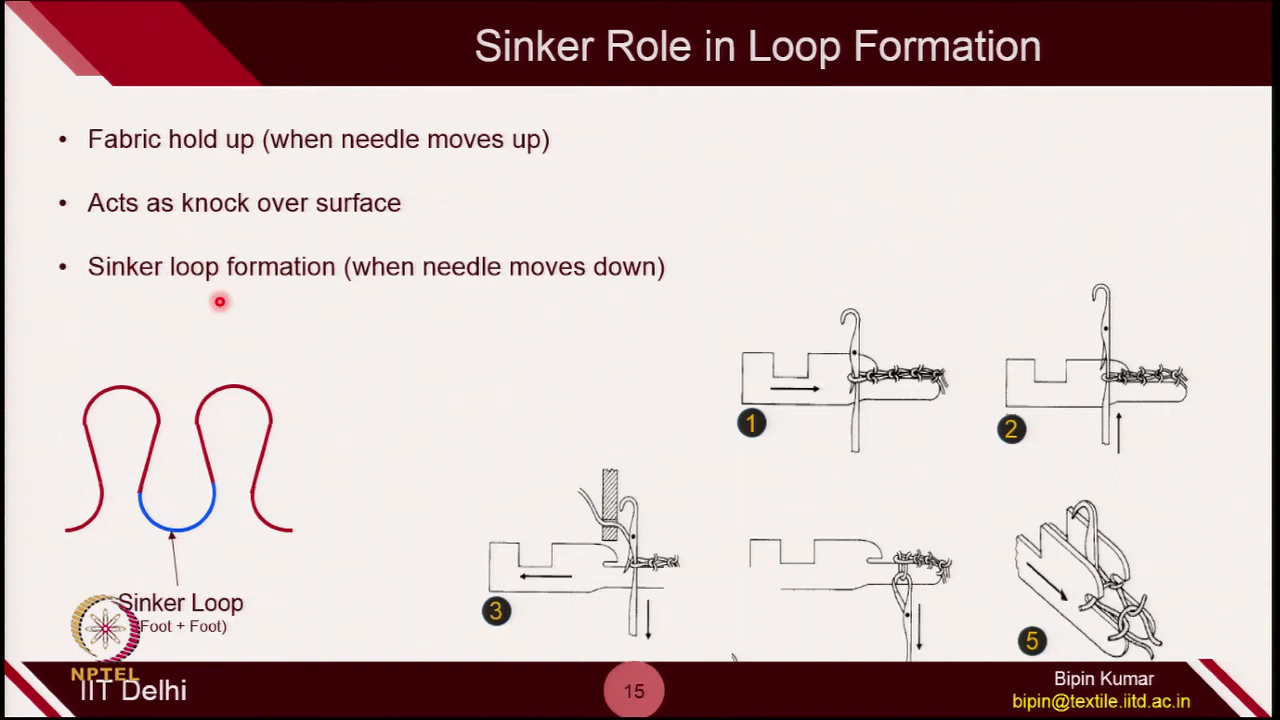 Sinker Role in Loop Formation
• Fabric hold up (when needle moves up)
• Acts as knock over surface
• Sinker loop formation (when needle moves down)
1
2
3
5
Sinker Loop
(Foot + Foot)
NPTEL
IIT Delhi
15
Bipin Kumar
bipin@textile.iitd.ac.in